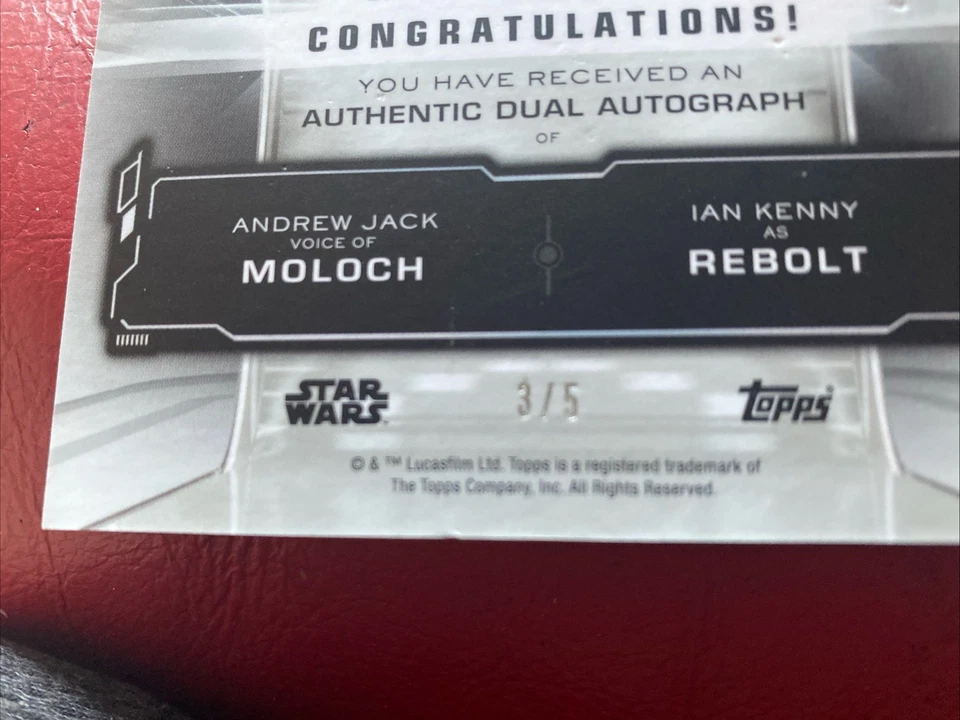 CONGRATULATIONS!
YOU HAVE RECEIVED AN
AUTHENTIC DUAL AUTOGRAPH
OF
ANDREW JACK
VOICE OF
MOLOCH
IAN KENNY
AS
REBOLT
STAR
WARS
3/5
topps
© & ™ Lucasfilm Ltd. Topps is a registered trademark of
The Topps Company, Inc. All Rights Reserved.